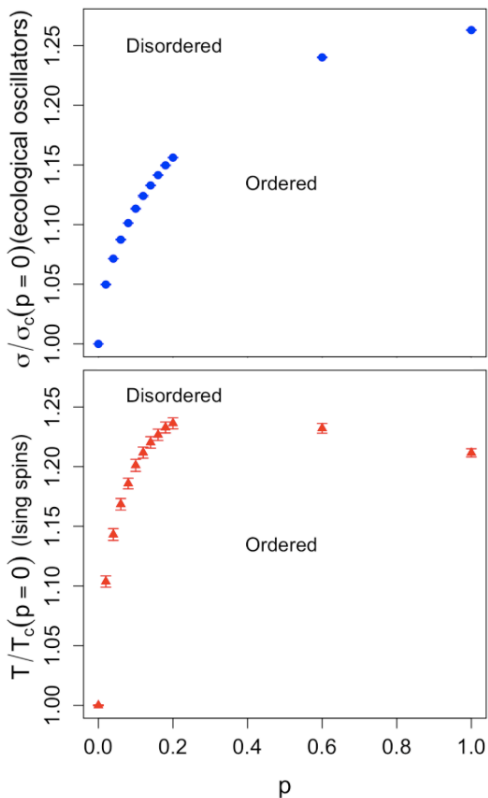 σ/σc(p = 0)(ecological oscillators)
1.25
1.20
1.15
1.10
1.05
1.00
Disordered
Ordered
T/Tc(p = 0) (Ising spins)
1.25
1.20
1.15
1.10
1.05
1.00
Disordered
Ordered
0.0 0.2 0.4 0.6 0.8 1.0
p